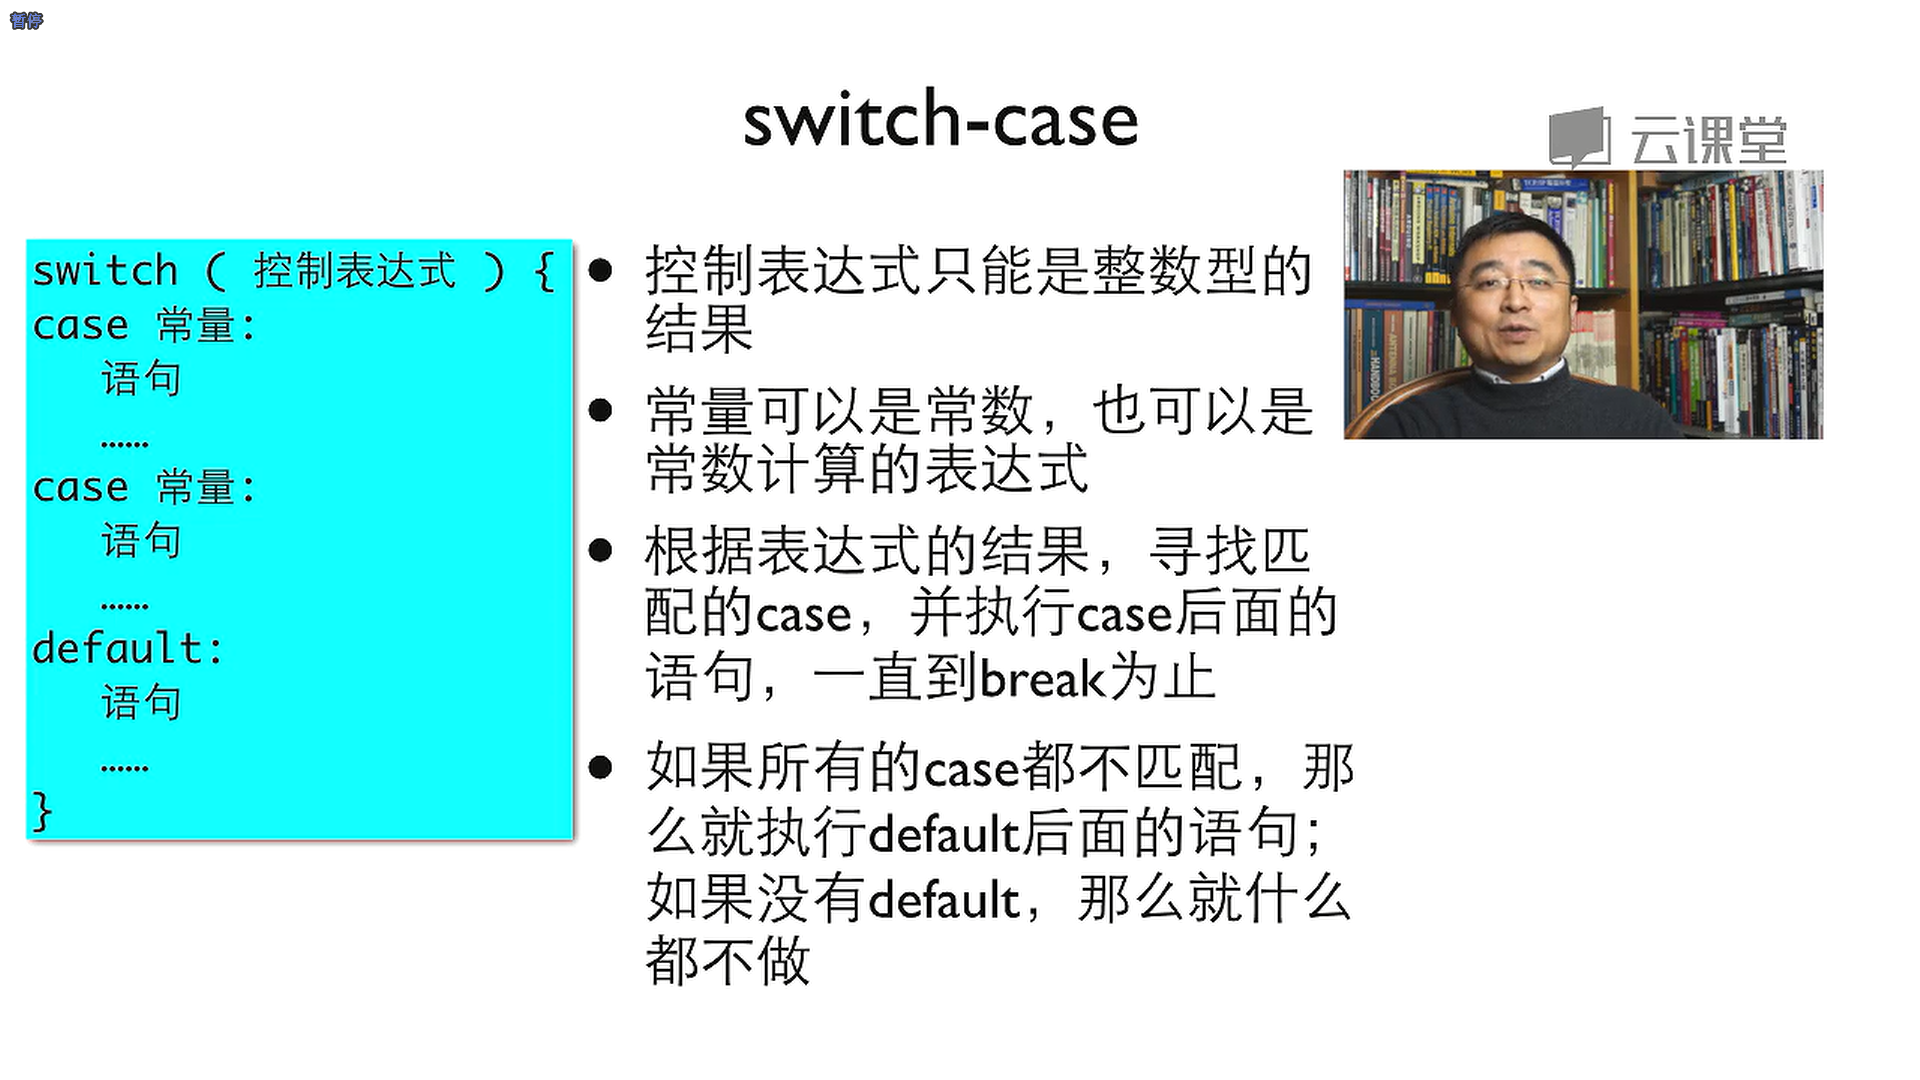 暂停
switch-case
云课堂
switch ( 控制表达式 ) {
case 常量:
语句
……
case 常量:
语句
……
default:
语句
……
}
• 控制表达式只能是整数型的
结果
• 常量可以是常数，也可以是
常数计算的表达式
• 根据表达式的结果，寻找匹
配的case，并执行case后面的
语句，一直到break为止
• 如果所有的case都不匹配，那
么就执行default后面的语句；
如果没有default，那么就什么
都不做